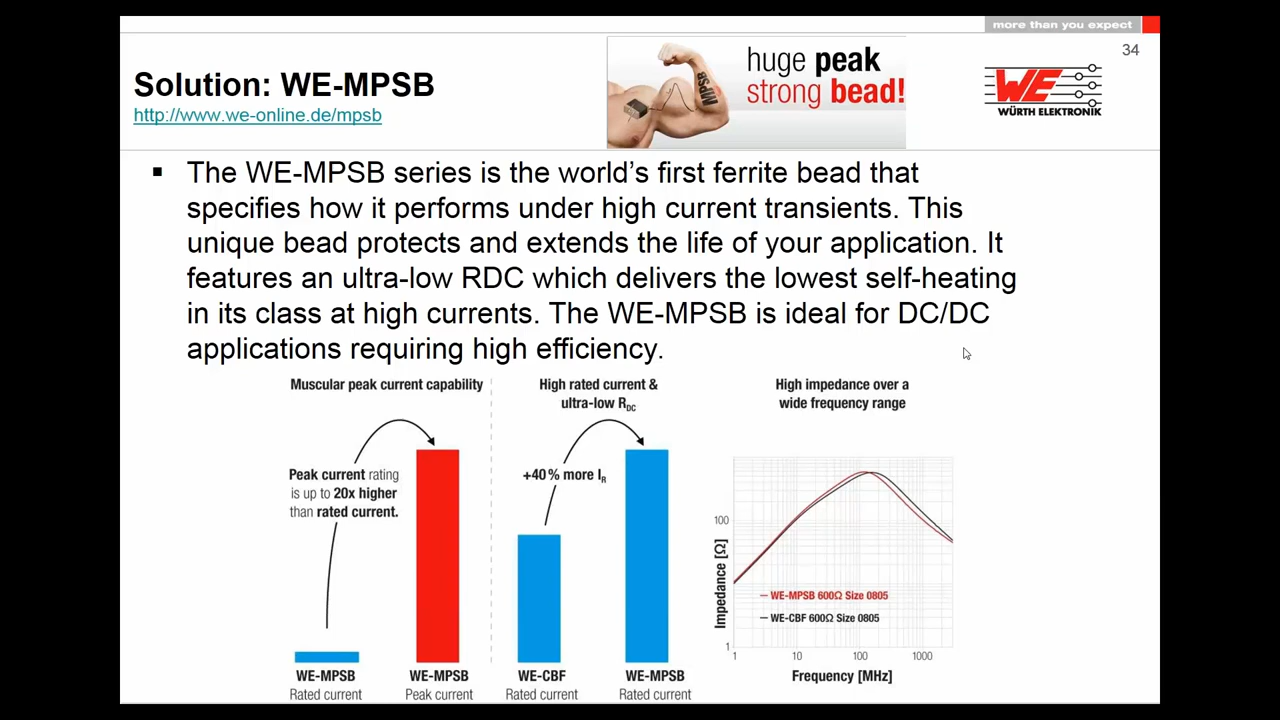 more than you expect
34
Solution: WE-MPSB
http://www.we-online.de/mpsb
MPSB
huge peak
strong bead!
WE
WÜRTH ELEKTRONIK
▪ The WE-MPSB series is the world’s first ferrite bead that
specifies how it performs under high current transients. This
unique bead protects and extends the life of your application. It
features an ultra-low RDC which delivers the lowest self-heating
in its class at high currents. The WE-MPSB is ideal for DC/DC
applications requiring high efficiency.
Muscular peak current capability
Peak current rating
is up to 20x higher
than rated current.
WE-MPSB
Rated current
WE-MPSB
Peak current
High rated current &
ultra-low RDC
+40% more IR
WE-CBF
Rated current
WE-MPSB
Rated current
High impedance over a
wide frequency range
Impedance [Ω]
100
1
WE-MPSB 600Ω Size 0805
WE-CBF 600Ω Size 0805
1 10 100 1000
Frequency [MHz]